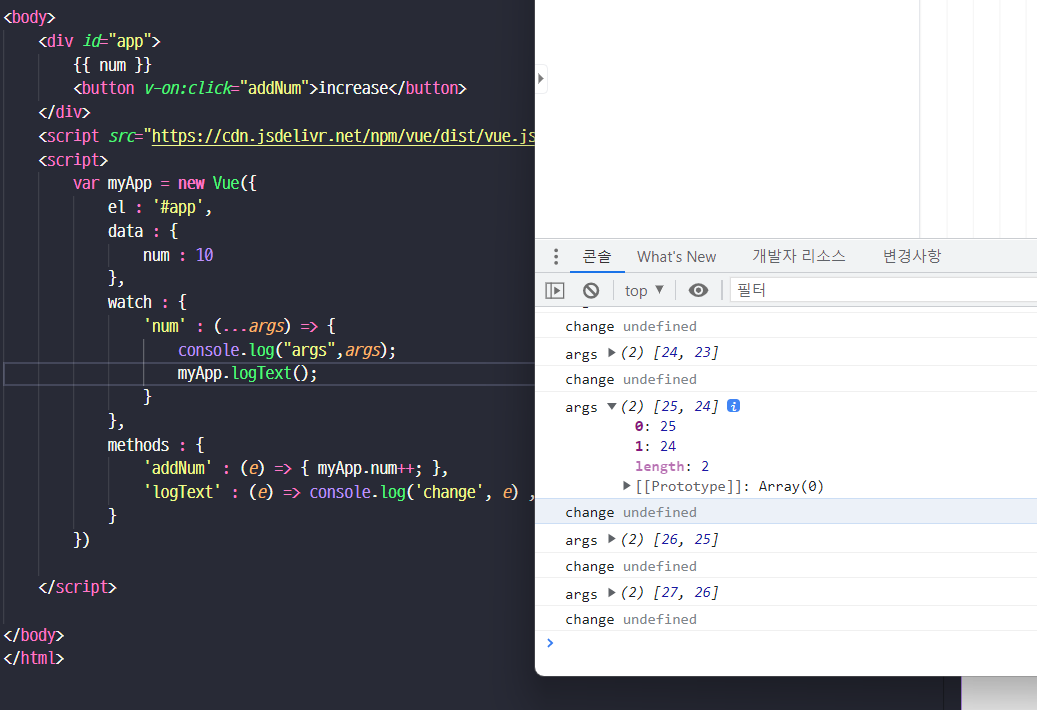 <body>
<div id="app">
{{ num }}
<button v-on:click="addNum">increase</button>
</div>
<script src="https://cdn.jsdelivr.net/npm/vue/dist/vue.js
<script>
var myApp = new Vue({
el : '#app',
data : {
num : 10
},
watch : {
'num' : (...args) => {
console.log("args",args);
myApp.logText();
}
},
methods : {
'addNum' : (e) => { myApp.num++; },
'logText' : (e) => console.log('change', e) ,
}
})
</script>
</body>
</html>
콘솔 What's New 개발자 리소스 변경사항
top ▼ 필터
change undefined
args ▶(2) [24, 23]
change undefined
args ▼(2) [25, 24] i
0: 25
1: 24
length: 2
▶[[Prototype]]: Array(0)
change undefined
args ▶(2) [26, 25]
change undefined
args ▶(2) [27, 26]
change undefined
>